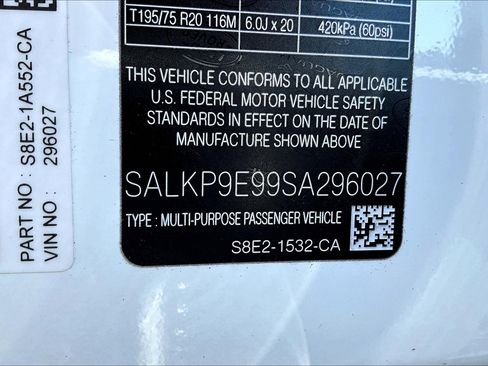 T195/75 R20 116M 6.0J x 20 420kPa (60psi)
THIS VEHICLE CONFORMS TO ALL APPLICABLE
U.S. FEDERAL MOTOR VEHICLE SAFETY
STANDARDS IN EFFECT ON THE DATE OF
MANUFACTURE SHOWN ABOVE
SALKP9E99SA296027
TYPE : MULTI-PURPOSE PASSENGER VEHICLE
S8E2-1532-CA
PART NO : S8E2-1A552-CA
VIN NO : 296027